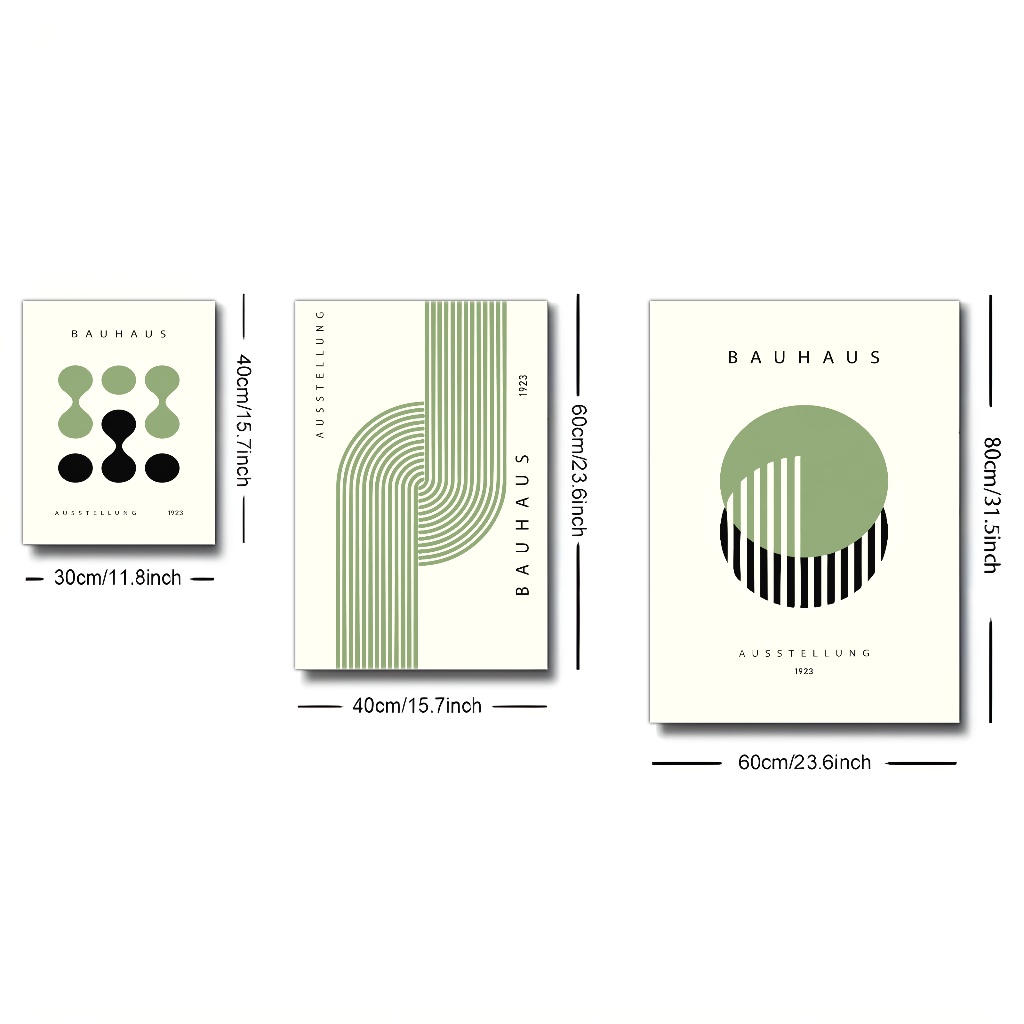 BAUHAUS
AUSSTELLUNG 1923
40cm/15.7inch
30cm/11.8inch
AUSSTELLUNG
1923
BAUHAUS
60cm/23.6inch
40cm/15.7inch
BAUHAUS
AUSSTELLUNG
1923
80cm/31.5inch
60cm/23.6inch